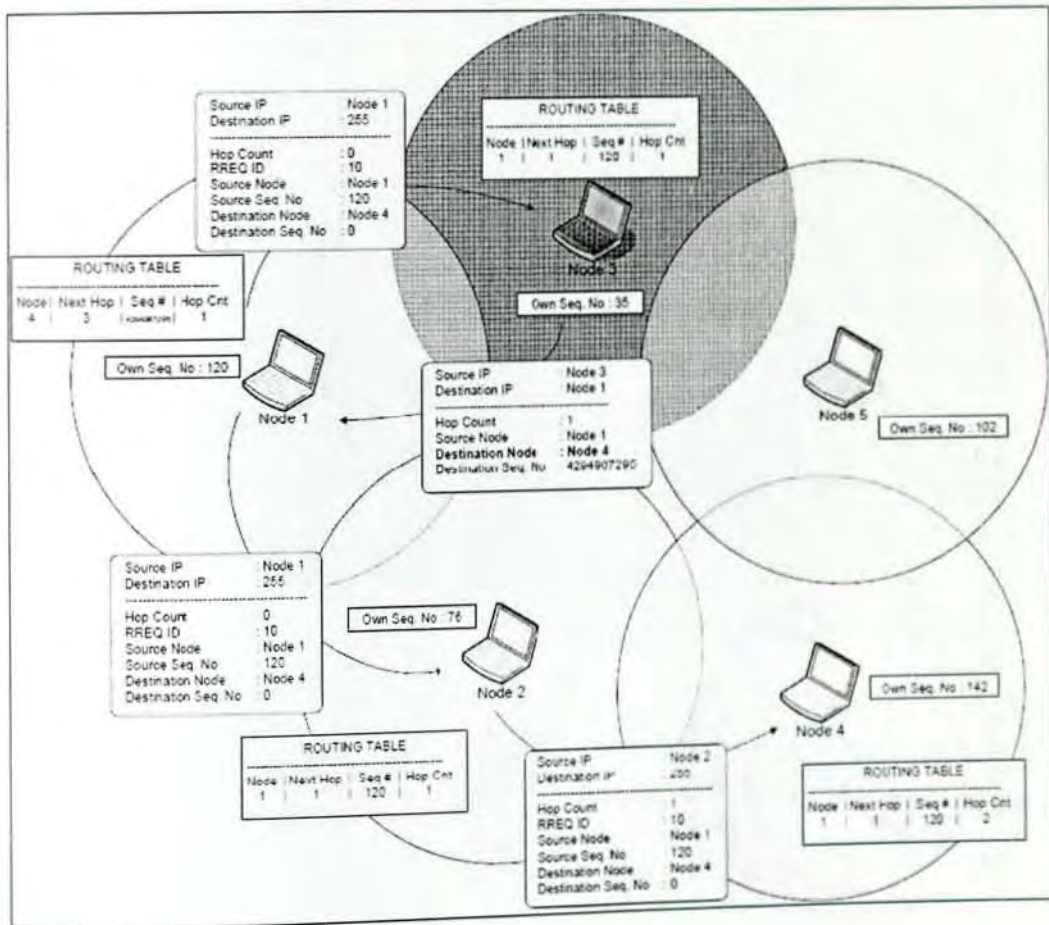 Source IP : Node 1
Destination IP : 255
Hop Count : 0
RREQ ID : 10
Source Node : Node 1
Source Seq. No : 120
Destination Node : Node 4
Destination Seq. No : 0
ROUTING TABLE
Node | Next Hop | Seq # | Hop Cnt
1 | 1 | 120 | 1
Node 3
Own Seq. No : 35
ROUTING TABLE
Node | Next Hop | Seq # | Hop Cnt
4 | 3 | | 1
Own Seq. No : 120
Node 1
Source IP : Node 3
Destination IP : Node 1
Hop Count : 1
Source Node : Node 1
Destination Node : Node 4
Destination Seq. No
Node 5
Own Seq. No : 102
Source IP : Node 1
Destination IP : 255
Hop Count 0
RREQ ID : 10
Source Node : Node 1
Source Seq. No 120
Destination Node : Node 4
Destination Seq. No : 0
Own Seq. No : 76
Node 2
Own Seq. No : 142
Node 4
ROUTING TABLE
Node | Next Hop | Seq # | Hop Cnt
1 | 1 | 120 | 1
Source IP Node 2
Destination IP : 255
Hop Count : 1
RREQ ID : 10
Source Node Node 1
Source Seq. No 120
Destination Node : Node 4
Destination Seq. No : 0
ROUTING TABLE
Node | Next Hop | Seq # | Hop Cnt
1 | 1 | 120 | 2